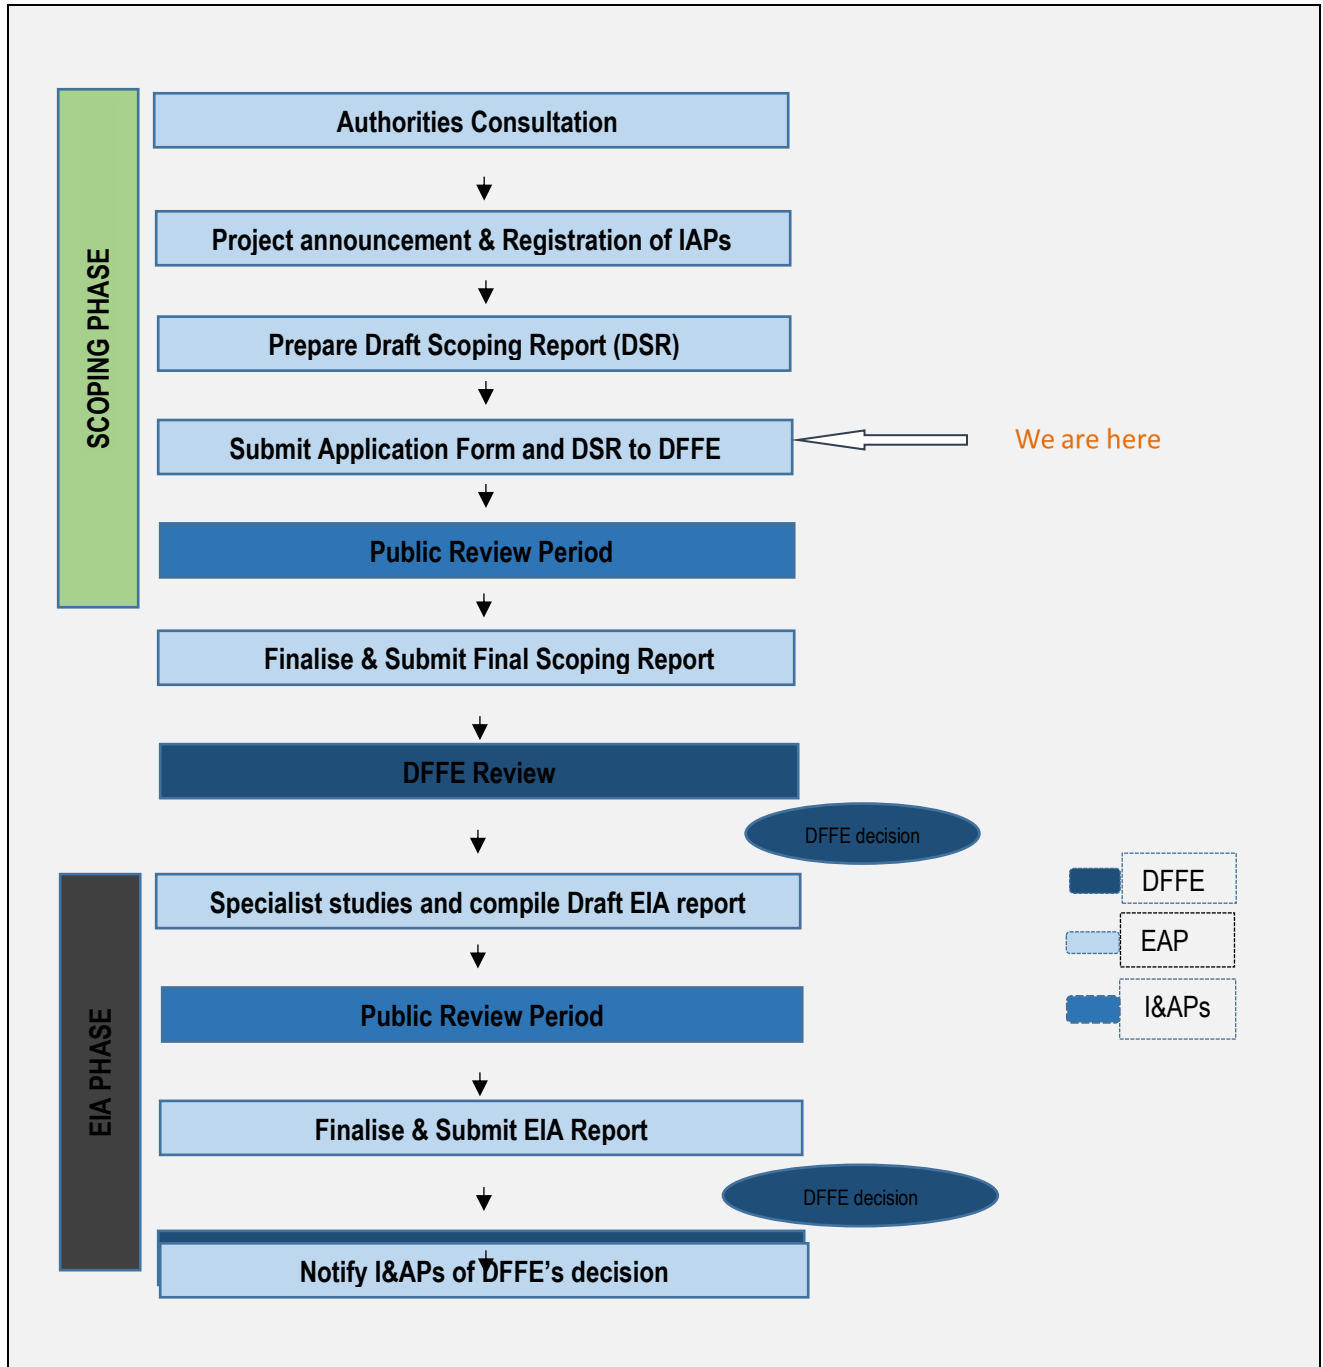 SCOPING PHASE
Authorities Consultation
Project announcement & Registration of IAPs
Prepare Draft Scoping Report (DSR)
Submit Application Form and DSR to DFFE
We are here
Public Review Period
Finalise & Submit Final Scoping Report
DFFE Review
DFFE decision
EIA PHASE
Specialist studies and compile Draft EIA report
Public Review Period
Finalise & Submit EIA Report
DFFE decision
Notify I&APs of DFFE’s decision
DFFE
EAP
I&APs